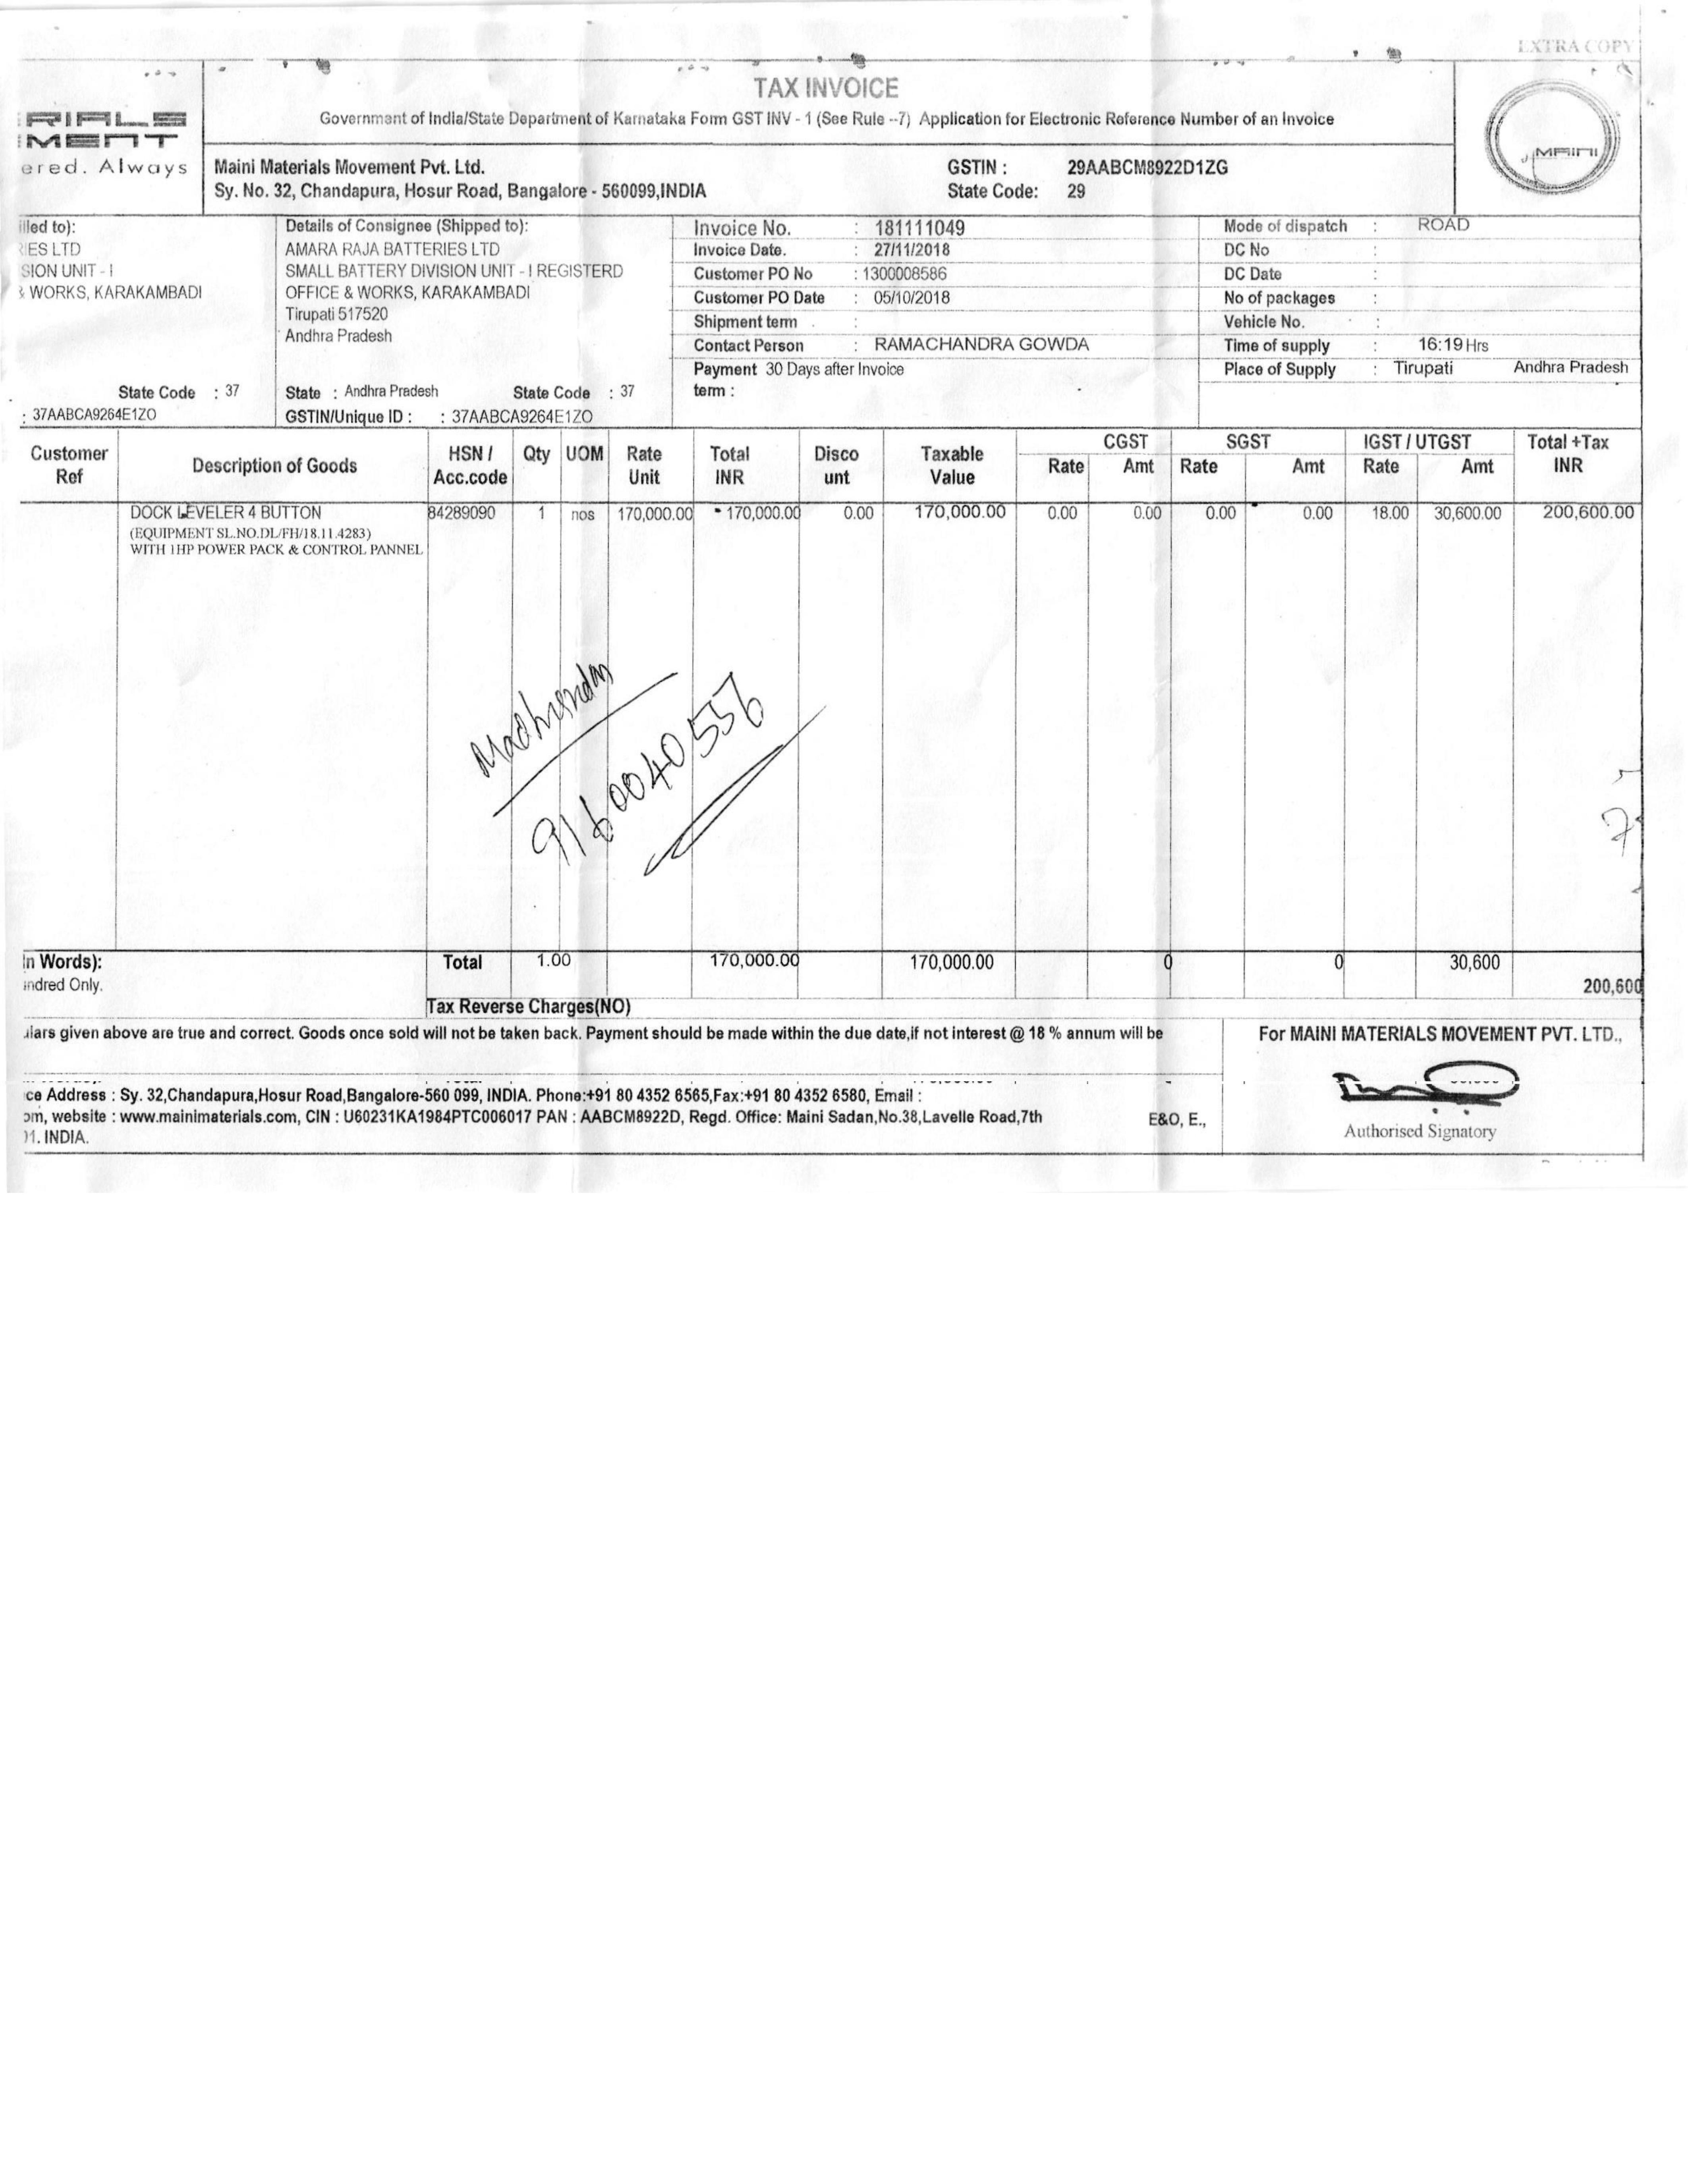 EXTRA COPY
TAX INVOICE
Government of India/State Department of Karnataka Form GST INV - 1 (See Rule --7) Application for Electronic Reference Number of an Invoice
RIALS
MENT
ered. Always
MAINI
Maini Materials Movement Pvt. Ltd.
Sy. No. 32, Chandapura, Hosur Road, Bangalore - 560099,INDIA
GSTIN : 29AABCM8922D1ZG
State Code: 29
illed to):
IES LTD
SION UNIT - I
& WORKS, KARAKAMBADI
State Code : 37
: 37AABCA9264E1ZO
Details of Consignee (Shipped to):
AMARA RAJA BATTERIES LTD
SMALL BATTERY DIVISION UNIT - I REGISTERD
OFFICE & WORKS, KARAKAMBADI
Tirupati 517520
Andhra Pradesh
State : Andhra Pradesh State Code : 37
GSTIN/Unique ID : : 37AABCA9264E1ZO
Invoice No. : 181111049
Invoice Date. : 27/11/2018
Customer PO No : 1300008586
Customer PO Date : 05/10/2018
Shipment term :
Contact Person : RAMACHANDRA GOWDA
Payment 30 Days after Invoice
term :
Mode of dispatch : ROAD
DC No :
DC Date :
No of packages :
Vehicle No. :
Time of supply : 16:19 Hrs
Place of Supply : Tirupati Andhra Pradesh
Customer Ref Description of Goods HSN / Acc.code Qty UOM Rate Unit Total INR Disco unt Taxable Value CGST Rate Amt SGST Rate Amt IGST / UTGST Rate Amt Total +Tax INR
DOCK LEVELER 4 BUTTON 84289090 1 nos 170,000.00 170,000.00 0.00 170,000.00 0.00 0.00 0.00 0.00 18.00 30,600.00 200,600.00
(EQUIPMENT SL.NO.DL/FH/18.11.4283)
WITH 1HP POWER PACK & CONTROL PANNEL
9160040556
In Words): Total 1.00 170,000.00 170,000.00 0 0 30,600
indred Only. 200,600
Tax Reverse Charges(NO)
ulars given above are true and correct. Goods once sold will not be taken back. Payment should be made within the due date,if not interest @ 18 % annum will be
For MAINI MATERIALS MOVEMENT PVT. LTD.,
ce Address : Sy. 32,Chandapura,Hosur Road,Bangalore-560 099, INDIA. Phone:+91 80 4352 6565,Fax:+91 80 4352 6580, Email :
om, website : www.mainimaterials.com, CIN : U60231KA1984PTC006017 PAN : AABCM8922D, Regd. Office: Maini Sadan,No.38,Lavelle Road,7th
01. INDIA.
E&O, E.,
Authorised Signatory